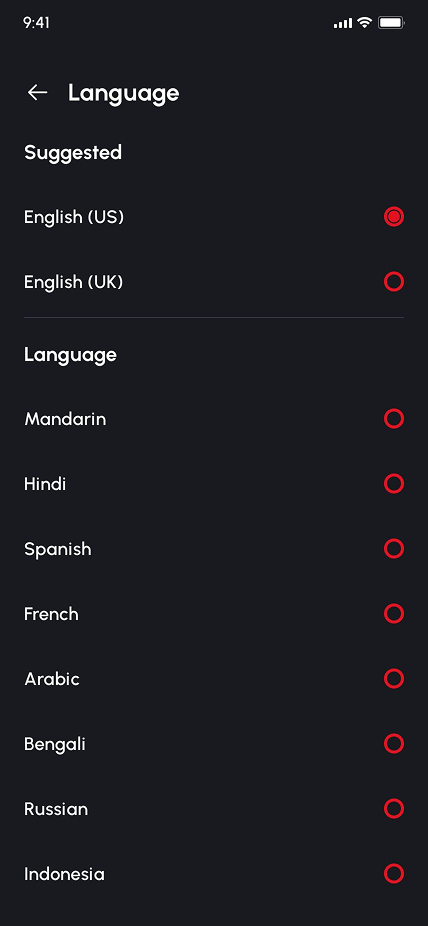 9:41
Language
Suggested
English (US)
English (UK)
Language
Mandarin
Hindi
Spanish
French
Arabic
Bengali
Russian
Indonesia